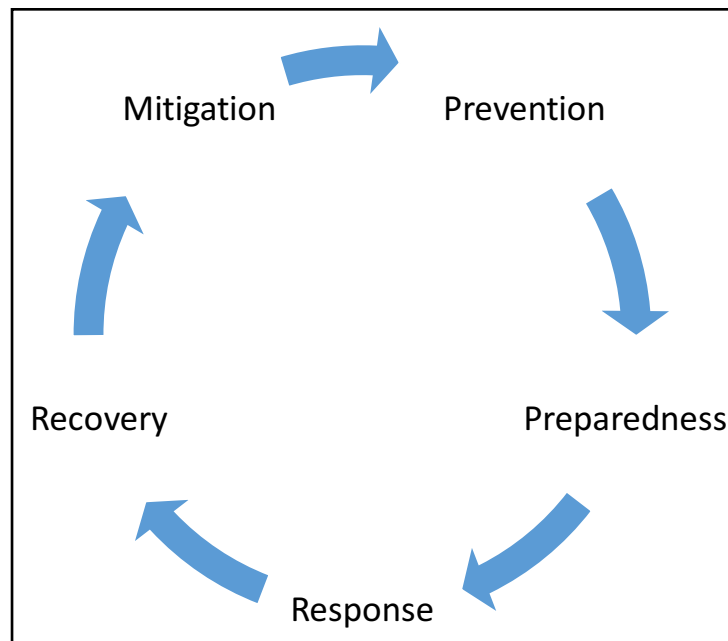 Mitigation
Prevention
Recovery
Preparedness
Response